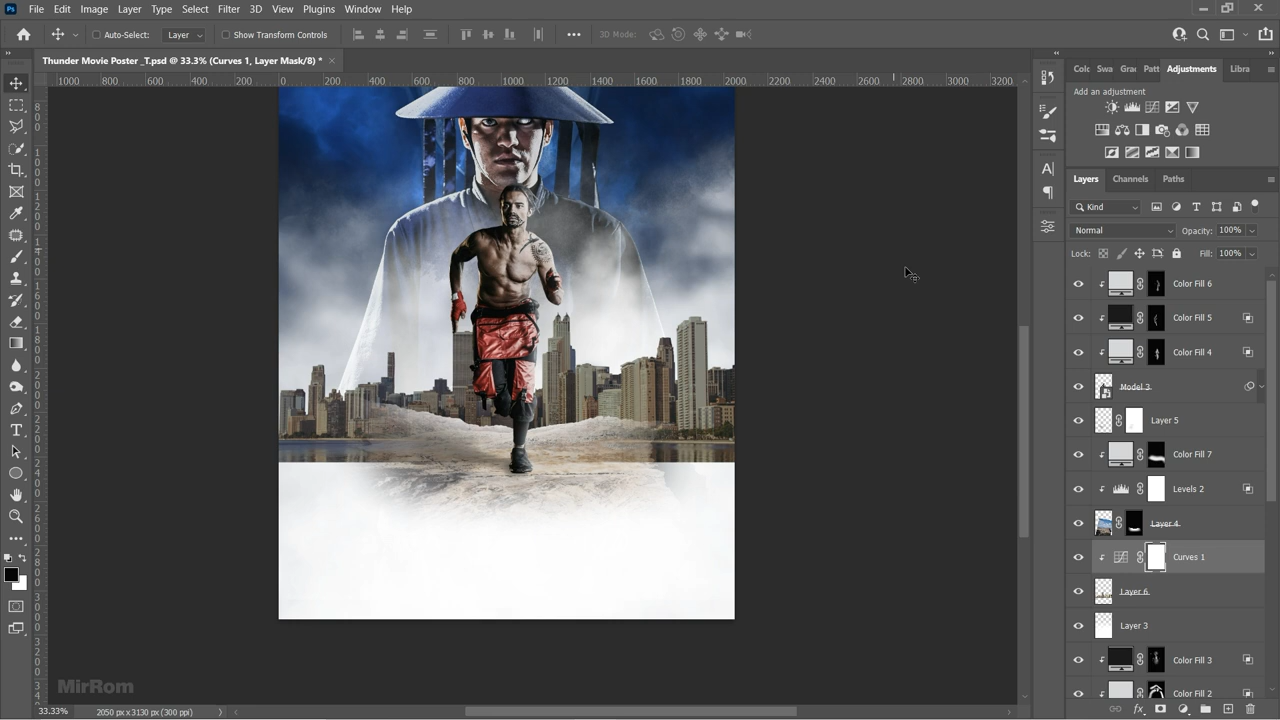 Ps File Edit Image Layer Type Select Filter 3D View Plugins Window Help
Auto-Select: Layer Show Transform Controls 3D Mode:
Thunder Movie Poster _T.psd @ 33.3% (Curves 1, Layer Mask/8) *
1000 800 600 400 200 0 200 400 600 800 1000 1200 1400 1600 1800 2000 2200 2400 2600 2800 3000 3200
Colc Swa Grac Patt Adjustments Libra
Add an adjustment
Layers Channels Paths
Kind
Normal Opacity: 100%
Lock: Fill: 100%
Color Fill 6
Color Fill 5
Color Fill 4
Model 3
Layer 5
Color Fill 7
Levels 2
Layer 4
Curves 1
Layer 6
Layer 3
Color Fill 3
Color Fill 2
MirRom
33.33% 2050 px x 3130 px (300 ppi)